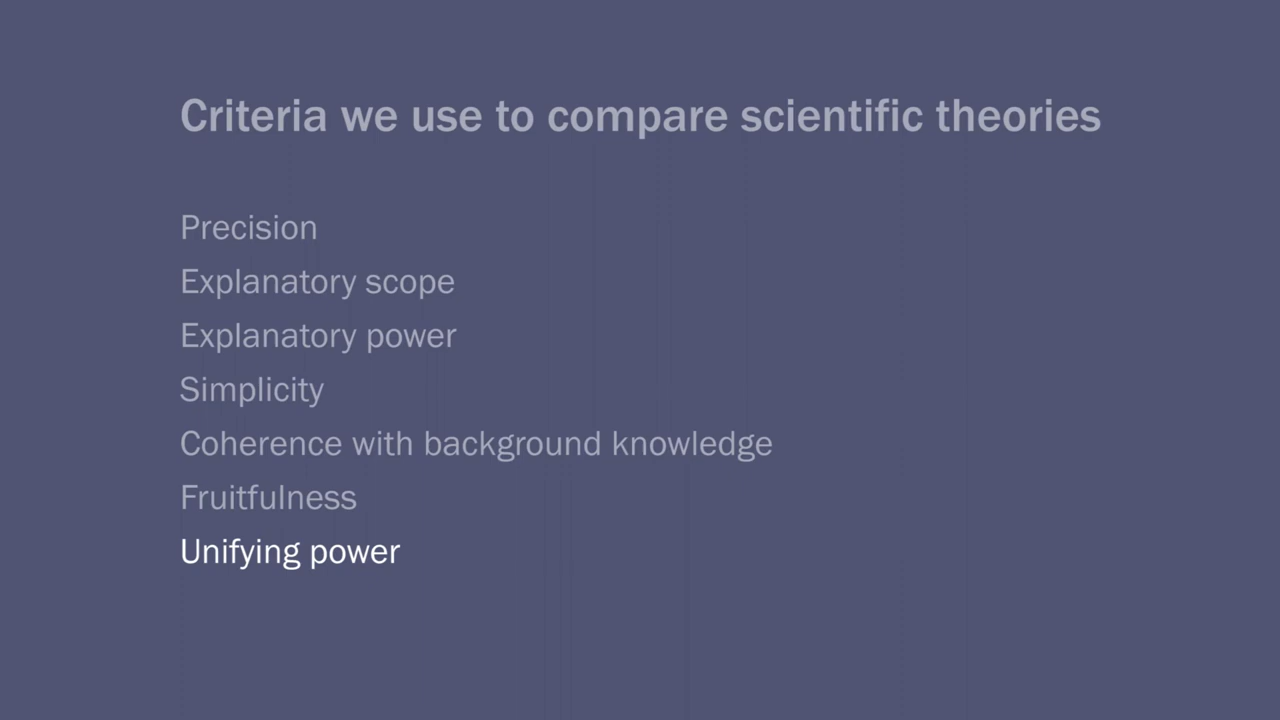 Criteria we use to compare scientific theories
Precision
Explanatory scope
Explanatory power
Simplicity
Coherence with background knowledge
Fruitfulness
Unifying power